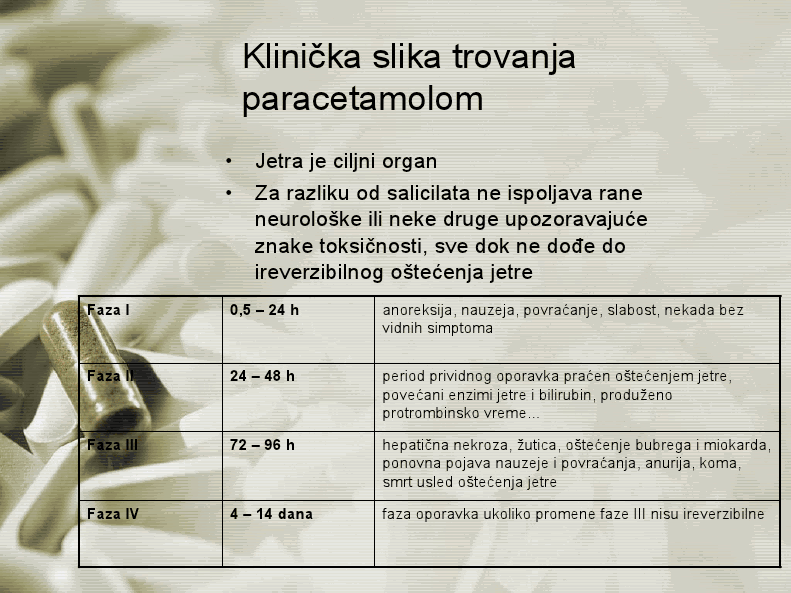 Klinička slika trovanja
paracetamolom
• Jetra je ciljni organ
• Za razliku od salicilata ne ispoljava rane
neurološke ili neke druge upozoravajuće
znake toksičnosti, sve dok ne dođe do
ireverzibilnog oštećenja jetre
Faza I 0,5 – 24 h anoreksija, nauzeja, povraćanje, slabost, nekada bez
vidnih simptoma
Faza II 24 – 48 h period prividnog oporavka praćen oštećenjem jetre,
povećani enzimi jetre i bilirubin, produženo
protrombinsko vreme...
Faza III 72 – 96 h hepatična nekroza, žutica, oštećenje bubrega i miokarda,
ponovna pojava nauzeje i povraćanja, anurija, koma,
smrt usled oštećenja jetre
Faza IV 4 – 14 dana faza oporavka ukoliko promene faze III nisu ireverzibilne